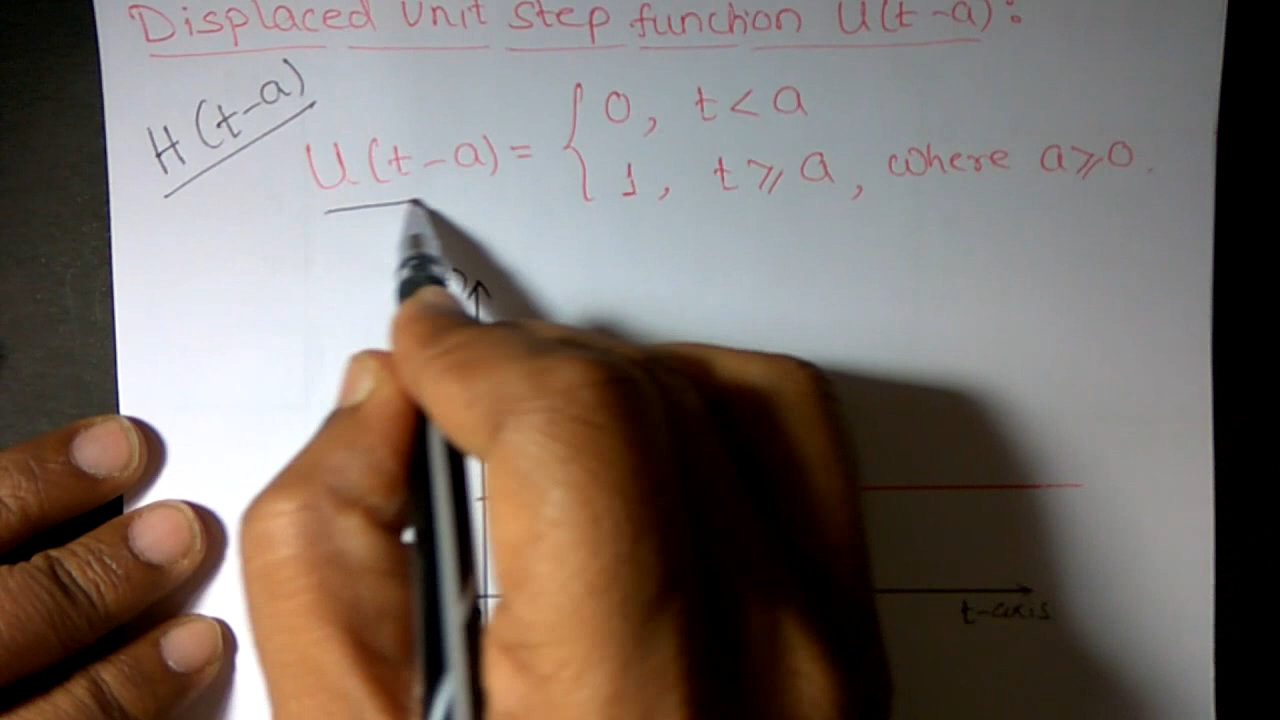 Displaced Unit Step function U(t-a):
H(t-a)
U(t-a) = { 0, t < a
1, t ⩾ a, where a⩾0.
t-axis